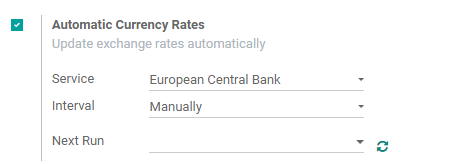 Automatic Currency Rates
Update exchange rates automatically
Service European Central Bank
Interval Manually
Next Run